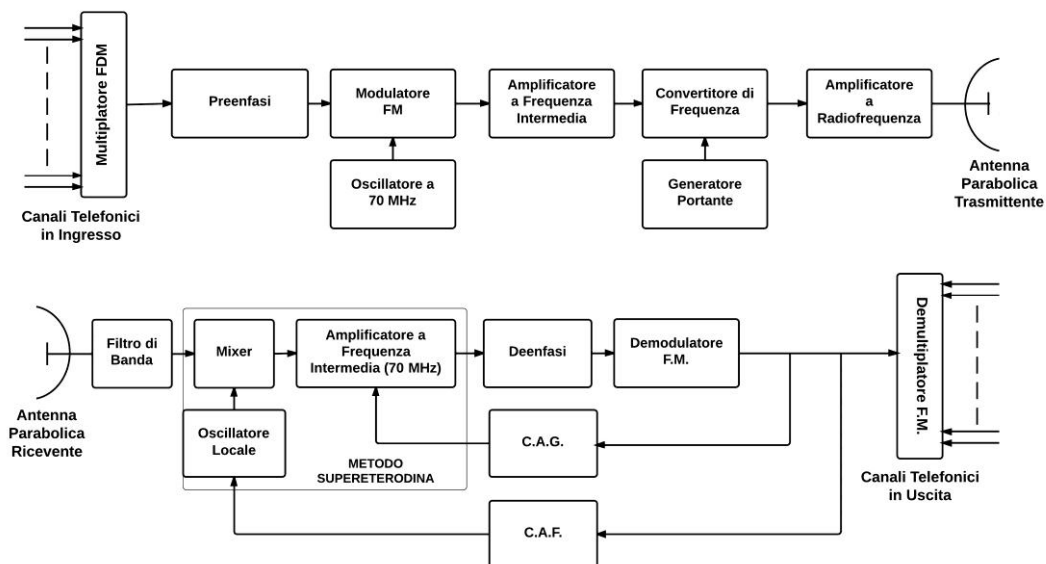 Multiplatore FDM
Canali Telefonici
in Ingresso
Preenfasi
Modulatore
FM
Oscillatore a
70 MHz
Amplificatore
a Frequenza
Intermedia
Convertitore di
Frequenza
Generatore
Portante
Amplificatore
a
Radiofrequenza
Antenna
Parabolica
Trasmittente
Antenna
Parabolica
Ricevente
Filtro di
Banda
Mixer
Oscillatore
Locale
Amplificatore a
Frequenza
Intermedia (70 MHz)
METODO
SUPERETERODINA
Deenfasi
Demodulatore
F.M.
C.A.G.
C.A.F.
Demultiplatore F.M.
Canali Telefonici
in Uscita